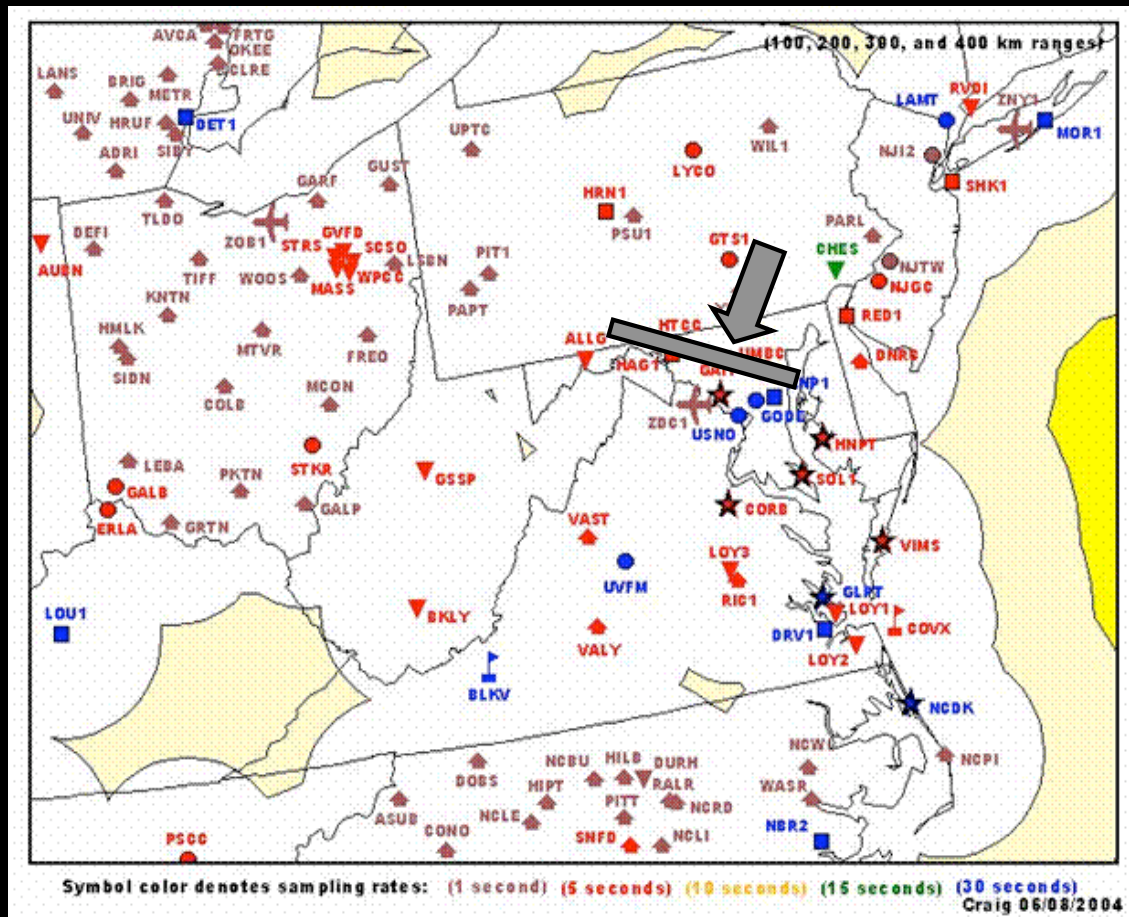 (100, 200, 300, and 400 km ranges)
AVCA
FRTG
OKEE
CLRE
LANS
BRIG
METR
UNIV
HRUF
DET1
SIBY
ADRI
UPTC
WIL1
LYCO
LAMT
RVDI
ZNY1
MOR1
NJI2
SHK1
GUST
GARF
TLDO
HRN1
PSU1
PARL
DEFI
ZOB1
GVFD
STRS
SCSO
LSBN
PIT1
GTS1
CHES
NJTW
AUBN
TIFF
WOOS
MASS
WPCC
PAPT
NJGC
KNTN
RED1
HMLK
MTVR
FREO
HTCC
ALLG
HAG1
UMBC
DNRC
SIDN
COLB
MCON
ZDC1
USNO
GODE
NP1
HNPT
LEBA
STKR
GSSP
SOL1
GALB
PKTN
GALP
CORB
ERLA
GRTN
VAST
VIMS
LOY3
UVFM
RIC1
GLPT
LOU1
BKLY
LOY1
COVX
VALY
DRV1
LOY2
BLKV
NCDK
DOBS
NCBU
HILB
DURH
NCPI
HIPT
RALR
WASR
ASUB
NCLE
PITT
NCRD
CONO
SNFD
NCLI
NBR2
PSCC
Symbol color denotes sampling rates: (1 second) (5 seconds) (10 seconds) (15 seconds) (30 seconds)
Craig 06/08/2004